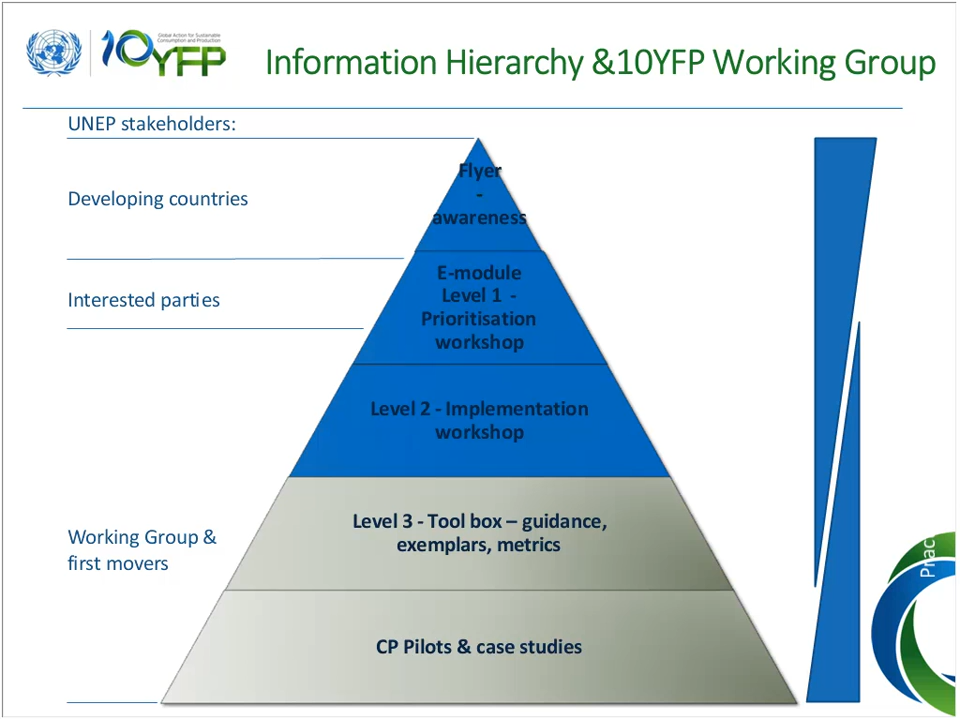 Global Action for Sustainable
Consumption and Production
10YFP
Information Hierarchy &10YFP Working Group
UNEP stakeholders:
Developing countries
Interested parties
Working Group &
first movers
Flyer
-
awareness
E-module
Level 1 -
Prioritisation
workshop
Level 2 - Implementation
workshop
Level 3 - Tool box – guidance,
exemplars, metrics
CP Pilots & case studies